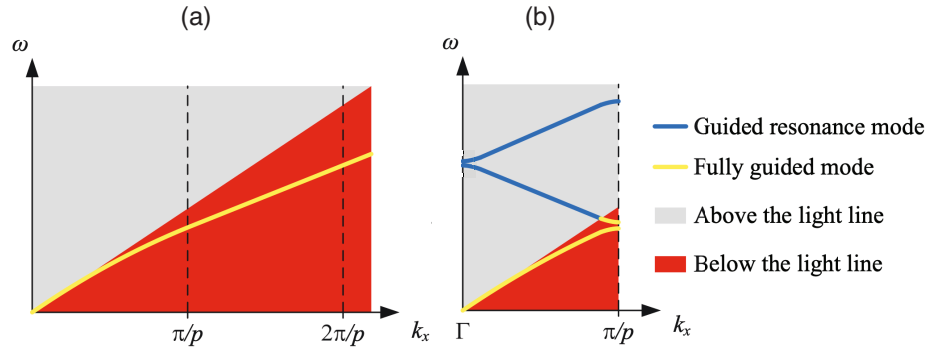 (a)
(b)
ω
π/p
2π/p
kₓ
ω
Γ
π/p
kₓ
Guided resonance mode
Fully guided mode
Above the light line
Below the light line